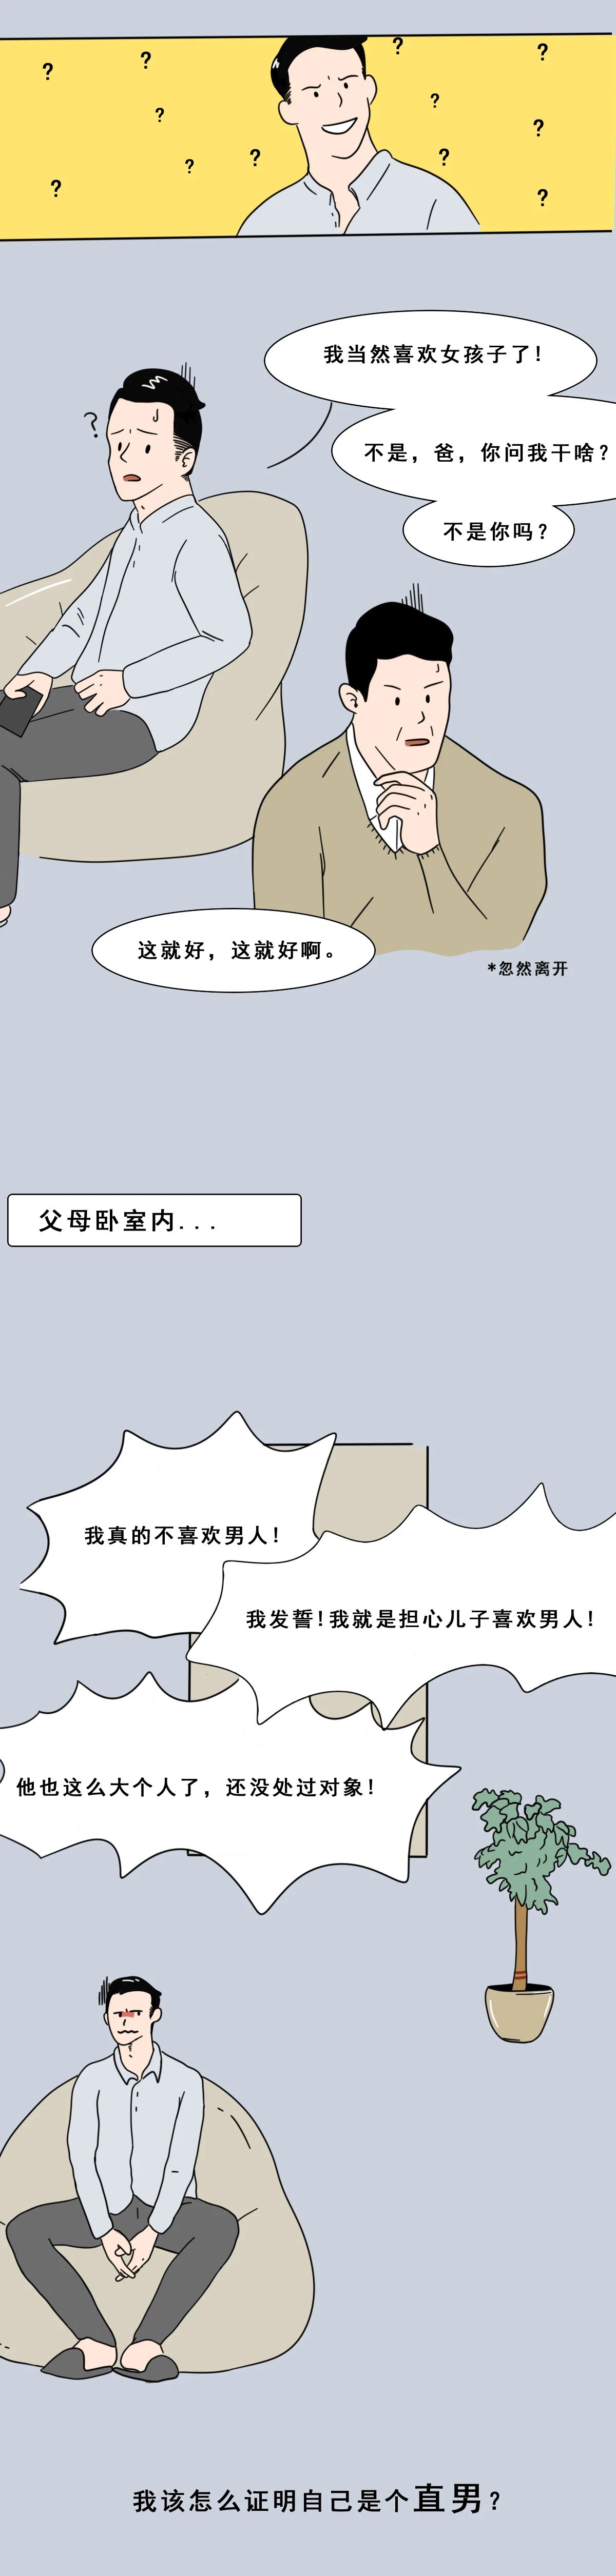 ? ? ? ?
? ? ?
? ? ?
? ?
我当然喜欢女孩子了！
不是，爸，你问我干啥？
不是你吗？
?
这就好，这就好啊。
*忽然离开
父母卧室内...
我真的不喜欢男人！
我发誓！我就是担心儿子喜欢男人！
他也这么大个人了，还没处过对象！
我该怎么证明自己是个直男？